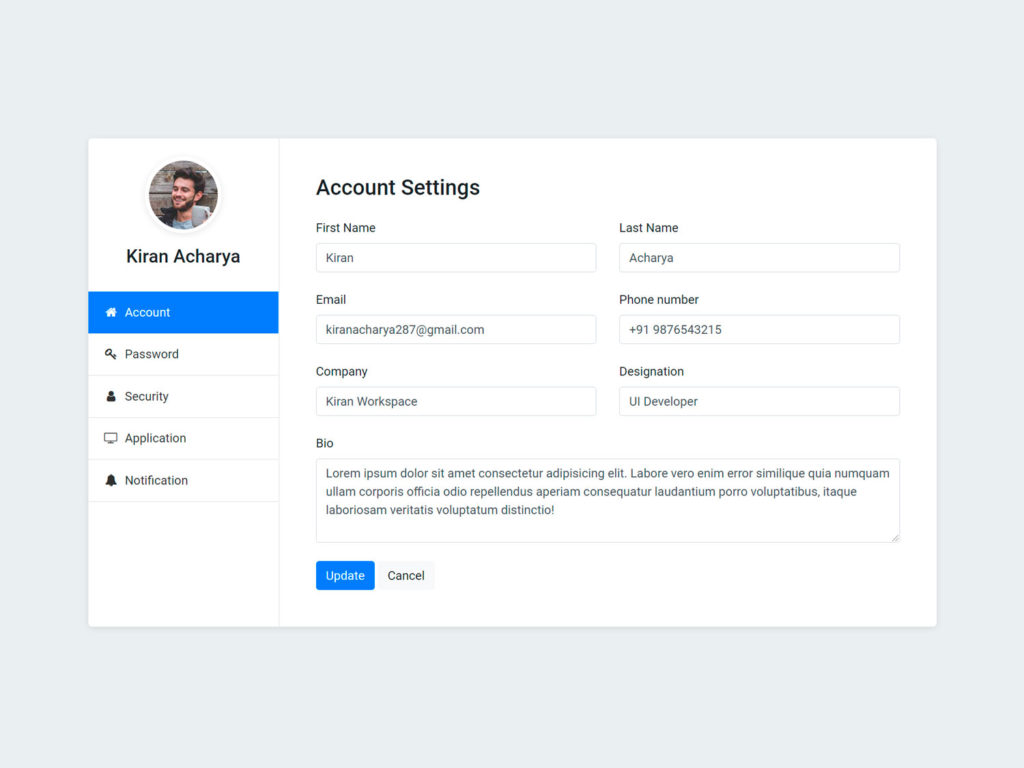 Kiran Acharya
Account
Password
Security
Application
Notification
Account Settings
First Name
Kiran
Last Name
Acharya
Email
kiranacharya287@gmail.com
Phone number
+91 9876543215
Company
Kiran Workspace
Designation
UI Developer
Bio
Lorem ipsum dolor sit amet consectetur adipisicing elit. Labore vero enim error similique quia numquam
ullam corporis officia odio repellendus aperiam consequatur laudantium porro voluptatibus, itaque
laboriosam veritatis voluptatum distinctio!
Update
Cancel